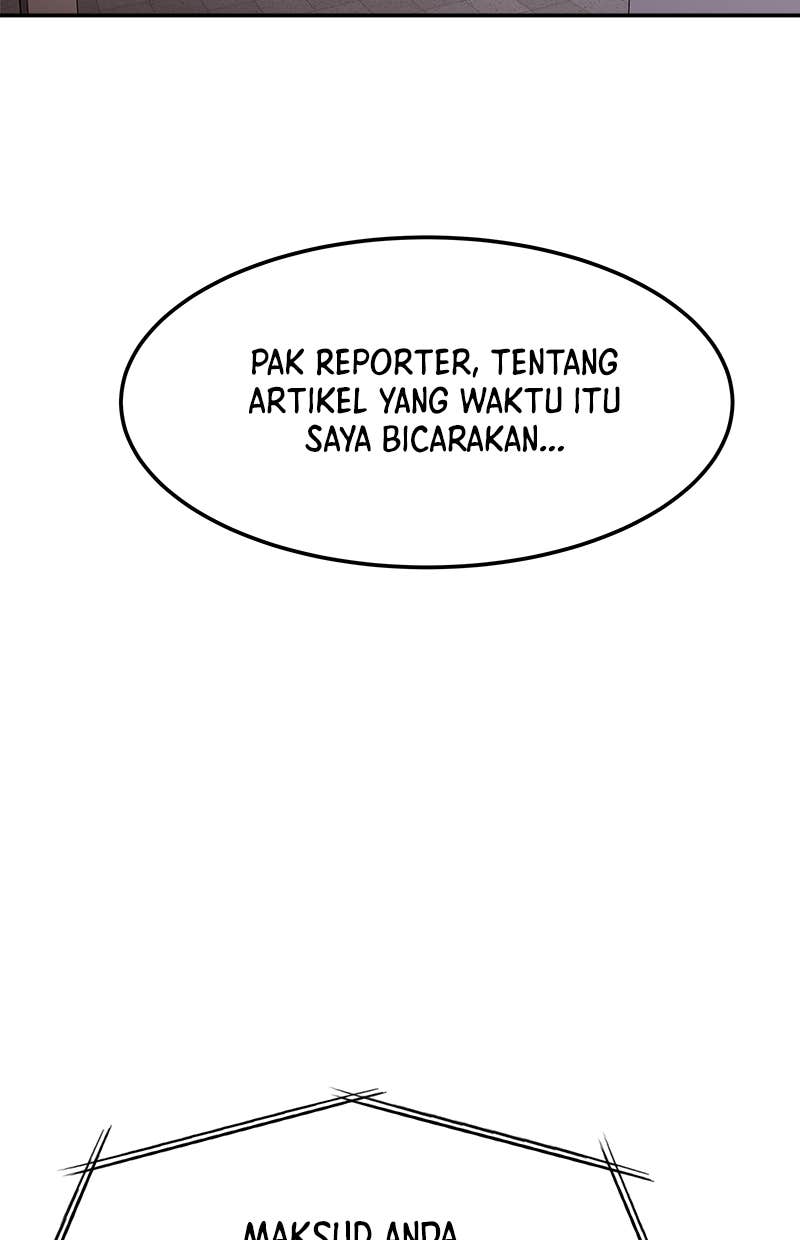 PAK REPORTER, TENTANG
ARTIKEL YANG WAKTU ITU
SAYA BICARAKAN...
MAKSUD ANDA